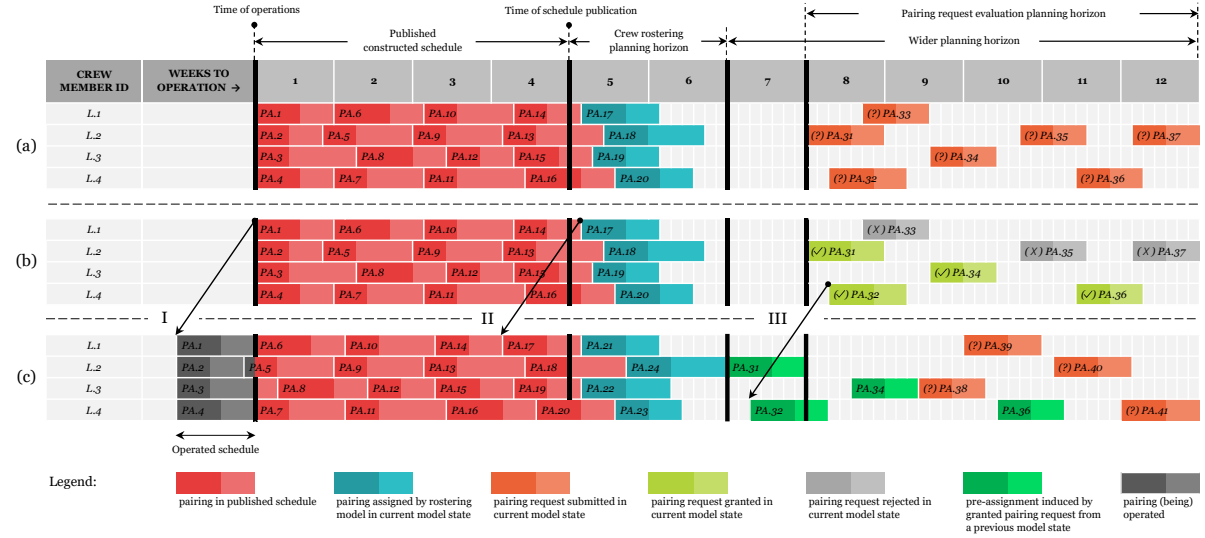 Time of operations
Time of schedule publication
Pairing request evaluation planning horizon
Published
constructed schedule
Crew rostering
planning horizon
Wider planning horizon
CREW
MEMBER ID
WEEKS TO
OPERATION →
1 2 3 4 5 6 7 8 9 10 11 12
(a)
L.1 PA.1 PA.6 PA.10 PA.14 PA.17 (?) PA.33
L.2 PA.2 PA.5 PA.9 PA.13 PA.18 (?) PA.31 (?) PA.35 (?) PA.37
L.3 PA.3 PA.8 PA.12 PA.15 PA.19 (?) PA.34
L.4 PA.4 PA.7 PA.11 PA.16 PA.20 (?) PA.32 (?) PA.36
(b)
L.1 PA.1 PA.6 PA.10 PA.14 PA.17 (X) PA.33
L.2 PA.2 PA.5 PA.9 PA.13 PA.18 (✓) PA.31 (X) PA.35 (X) PA.37
L.3 PA.3 PA.8 PA.12 PA.15 PA.19 (✓) PA.34
L.4 PA.4 PA.7 PA.11 PA.16 PA.20 (✓) PA.32 (✓) PA.36
I II III
(c)
L.1 PA.1 PA.6 PA.10 PA.14 PA.17 PA.21 (?) PA.39
L.2 PA.2 PA.5 PA.9 PA.13 PA.18 PA.24 PA.31 (?) PA.40
L.3 PA.3 PA.8 PA.12 PA.15 PA.19 PA.22 PA.34 (?) PA.38
L.4 PA.4 PA.7 PA.11 PA.16 PA.20 PA.23 PA.32 PA.36 (?) PA.41
Operated schedule
Legend:
pairing in published schedule
pairing assigned by rostering
model in current model state
pairing request submitted in
current model state
pairing request granted in
current model state
pairing request rejected in
current model state
pre-assignment induced by
granted pairing request from
a previous model state
pairing (being)
operated